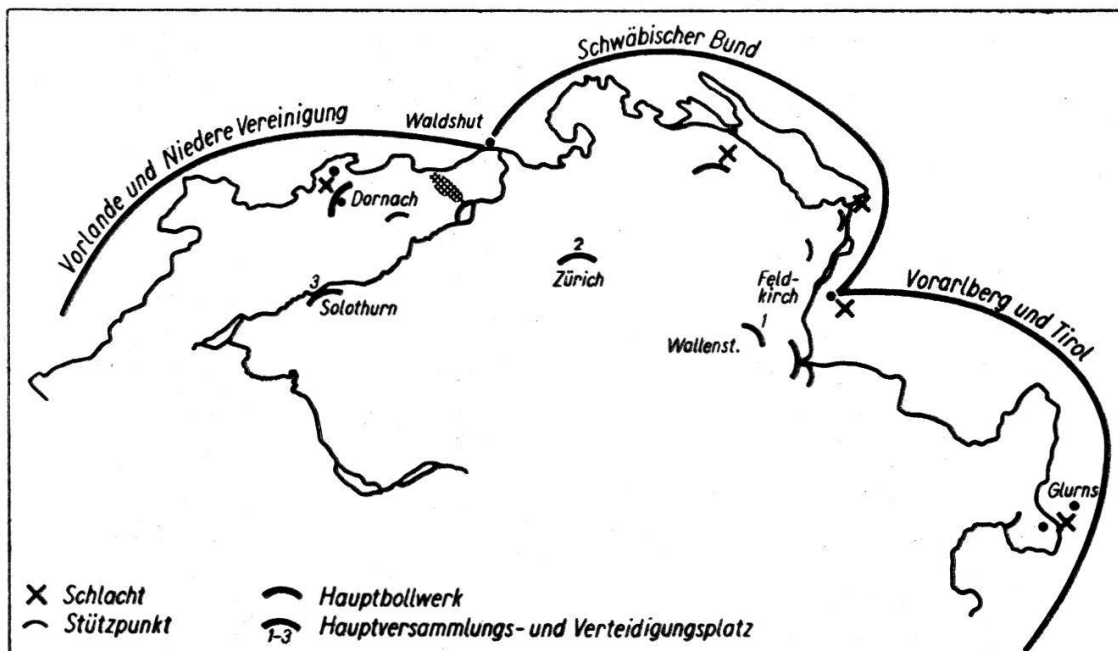 Schwäbischer Bund
Vorlande und Niedere Vereinigung
Waldshut
Dornach
2
Zürich
3
Solothurn
Feld-
kirch
1
Wallenst.
Vorarlberg und Tirol
Glurns
Schlacht
Stützpunkt
Hauptbollwerk
1-3 Hauptversammlungs- und Verteidigungsplatz